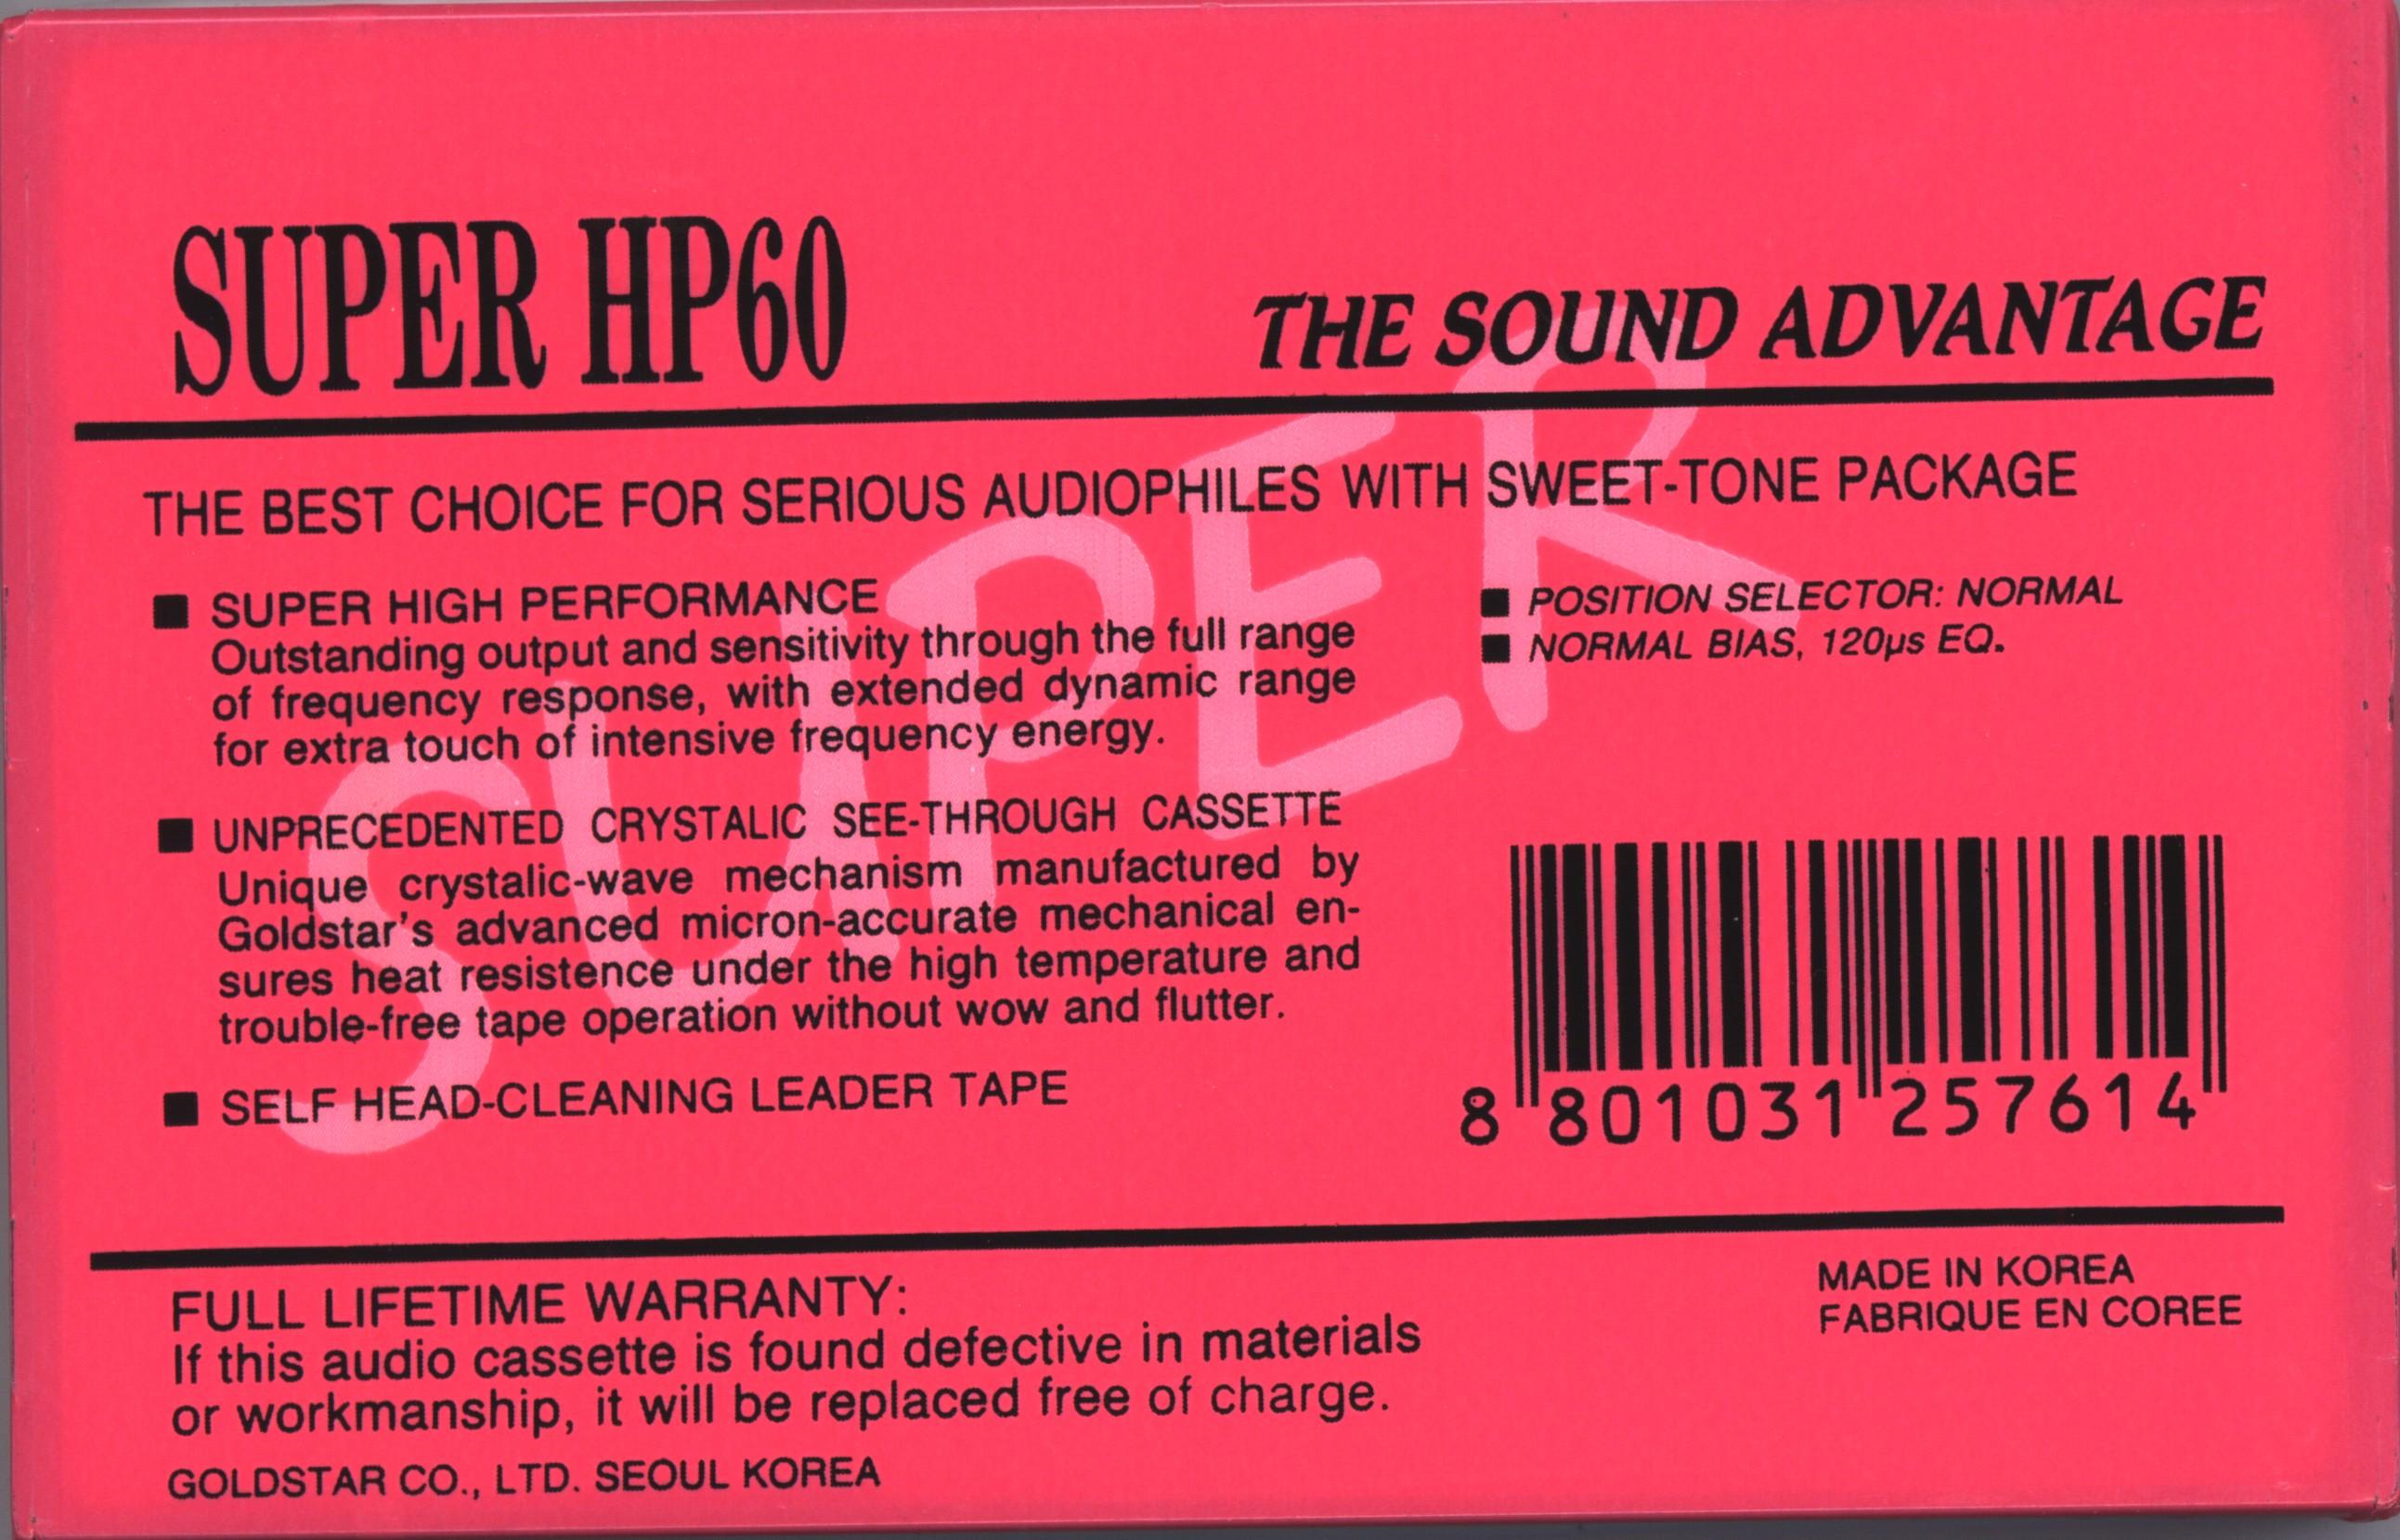 SUPER HP60
THE SOUND ADVANTAGE
THE BEST CHOICE FOR SERIOUS AUDIOPHILES WITH SWEET-TONE PACKAGE
SUPER
■ SUPER HIGH PERFORMANCE
Outstanding output and sensitivity through the full range
of frequency response, with extended dynamic range
for extra touch of intensive frequency energy.
■ UNPRECEDENTED CRYSTALIC SEE-THROUGH CASSETTE
Unique crystalic-wave mechanism manufactured by
Goldstar's advanced micron-accurate mechanical en-
sures heat resistence under the high temperature and
trouble-free tape operation without wow and flutter.
■ SELF HEAD-CLEANING LEADER TAPE
■ POSITION SELECTOR: NORMAL
■ NORMAL BIAS, 120µs EQ.
8 801031 257614
FULL LIFETIME WARRANTY:
If this audio cassette is found defective in materials
or workmanship, it will be replaced free of charge.
GOLDSTAR CO., LTD. SEOUL KOREA
MADE IN KOREA
FABRIQUE EN COREE